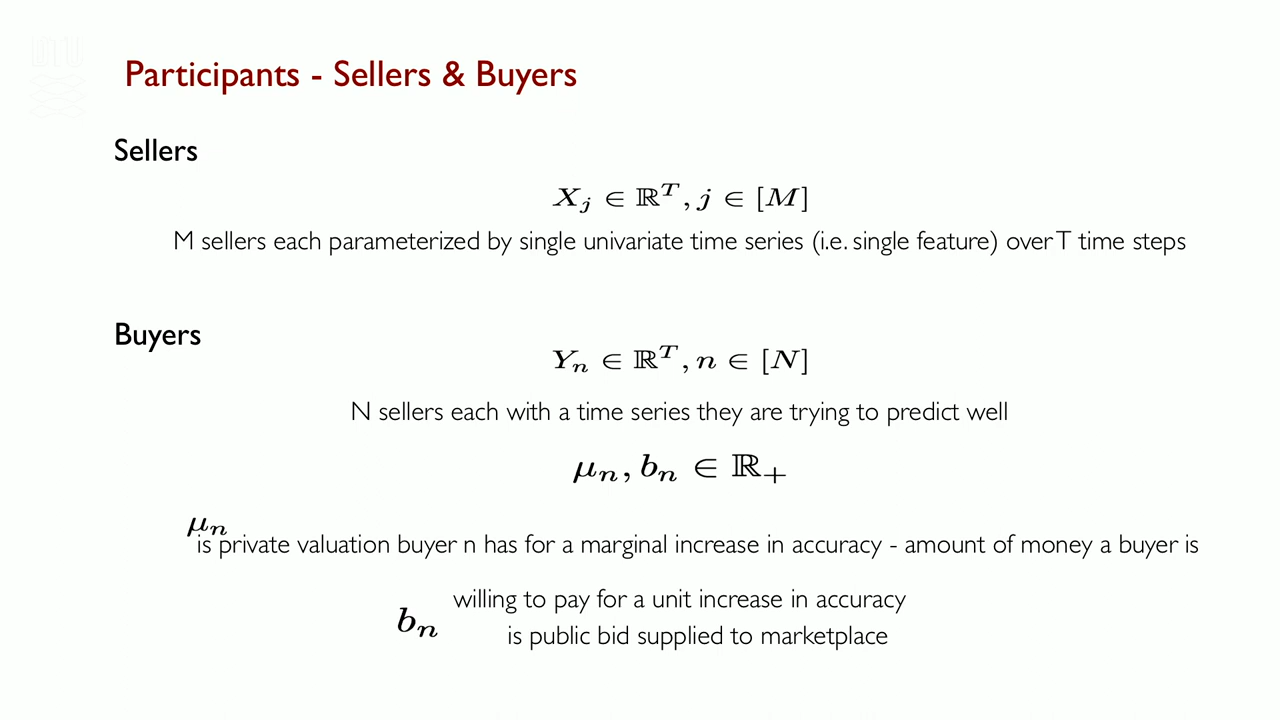 Participants - Sellers & Buyers
Sellers
X_j ∈ ℝ^T, j ∈ [M]
M sellers each parameterized by single univariate time series (i.e. single feature) over T time steps
Buyers
Y_n ∈ ℝ^T, n ∈ [N]
N sellers each with a time series they are trying to predict well
μ_n, b_n ∈ ℝ_+
μ_n
is private valuation buyer n has for a marginal increase in accuracy - amount of money a buyer is
willing to pay for a unit increase in accuracy
b_n
is public bid supplied to marketplace